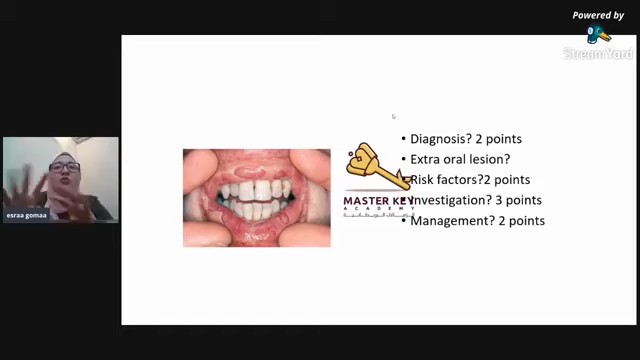 Powered by
StreamYard
• Diagnosis? 2 points
• Extra oral lesion?
• Risk factors?2 points
• Investigation? 3 points
• Management? 2 points
MASTER KEY
ACADEMY
esraa gomaa